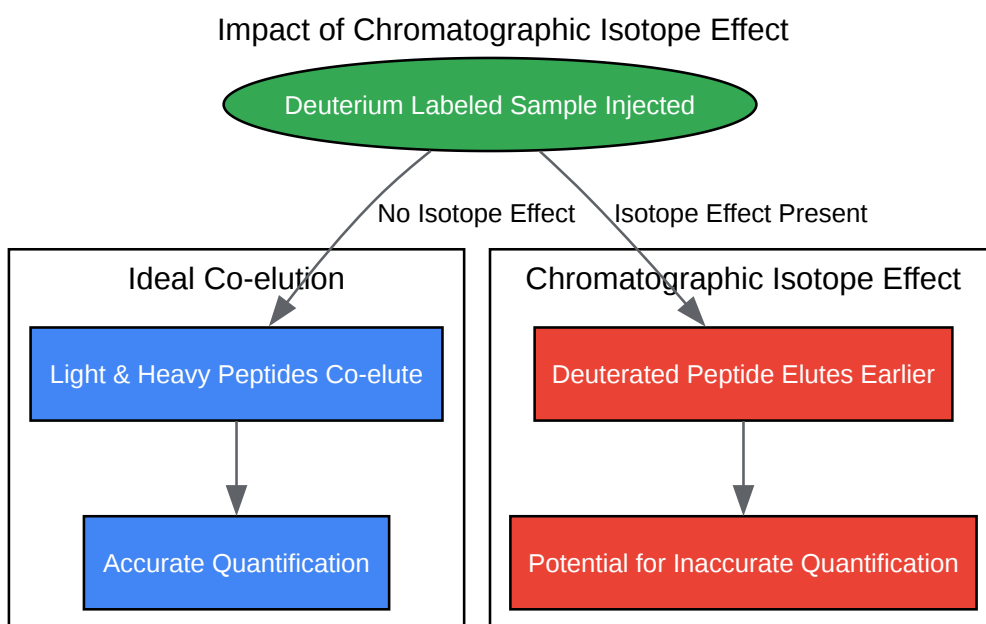 Impact of Chromatographic Isotope Effect
Deuterium Labeled Sample Injected
No Isotope Effect
Isotope Effect Present
Ideal Co-elution
Chromatographic Isotope Effect
Light & Heavy Peptides Co-elute
Deuterated Peptide Elutes Earlier
Accurate Quantification
Potential for Inaccurate Quantification